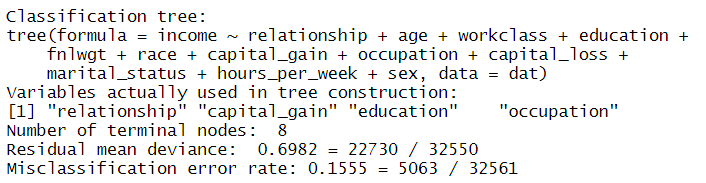 Classification tree:
tree(formula = income ~ relationship + age + workclass + education +
    fnlwgt + race + capital_gain + occupation + capital_loss +
    marital_status + hours_per_week + sex, data = dat)
Variables actually used in tree construction:
[1] "relationship" "capital_gain" "education"    "occupation"
Number of terminal nodes:  8
Residual mean deviance:  0.6982 = 22730 / 32550
Misclassification error rate: 0.1555 = 5063 / 32561